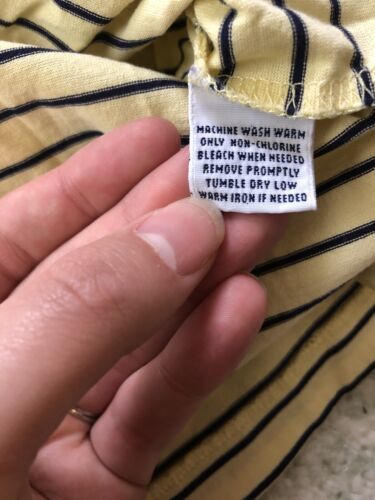 MACHINE WASH WARM
ONLY NON-CHLORINE
BLEACH WHEN NEEDED
REMOVE PROMPTLY
TUMBLE DRY LOW
WARM IRON IF NEEDED